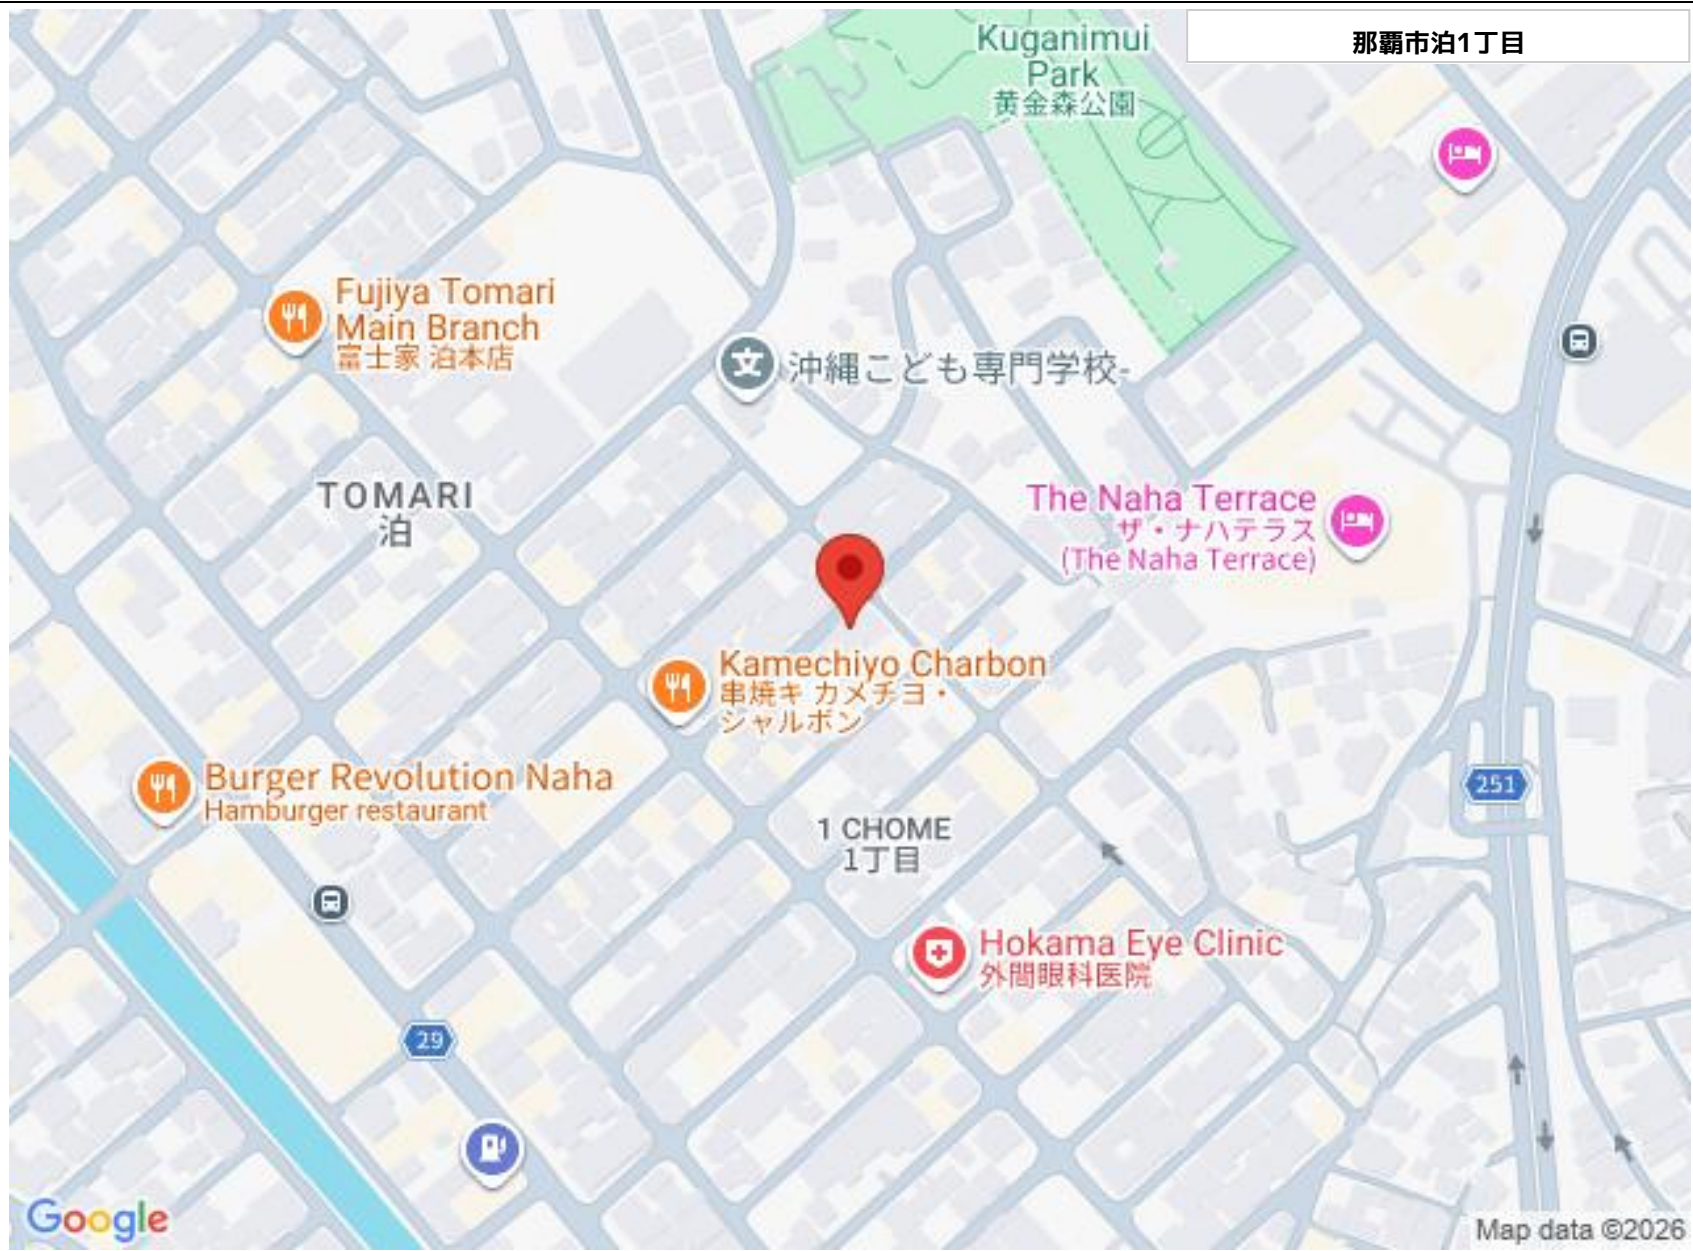 Kuganimui
Park
黄金森公園
那覇市泊1丁目
Fujiya Tomari
Main Branch
富士家 泊本店
沖縄こども専門学校-
TOMARI
泊
The Naha Terrace
ザ・ナハテラス
(The Naha Terrace)
Kamechiyo Charbon
串焼キ カメチヨ・
シャルボン
Burger Revolution Naha
Hamburger restaurant
251
1 CHOME
1丁目
Hokama Eye Clinic
外間眼科医院
29
Google
Map data ©2026